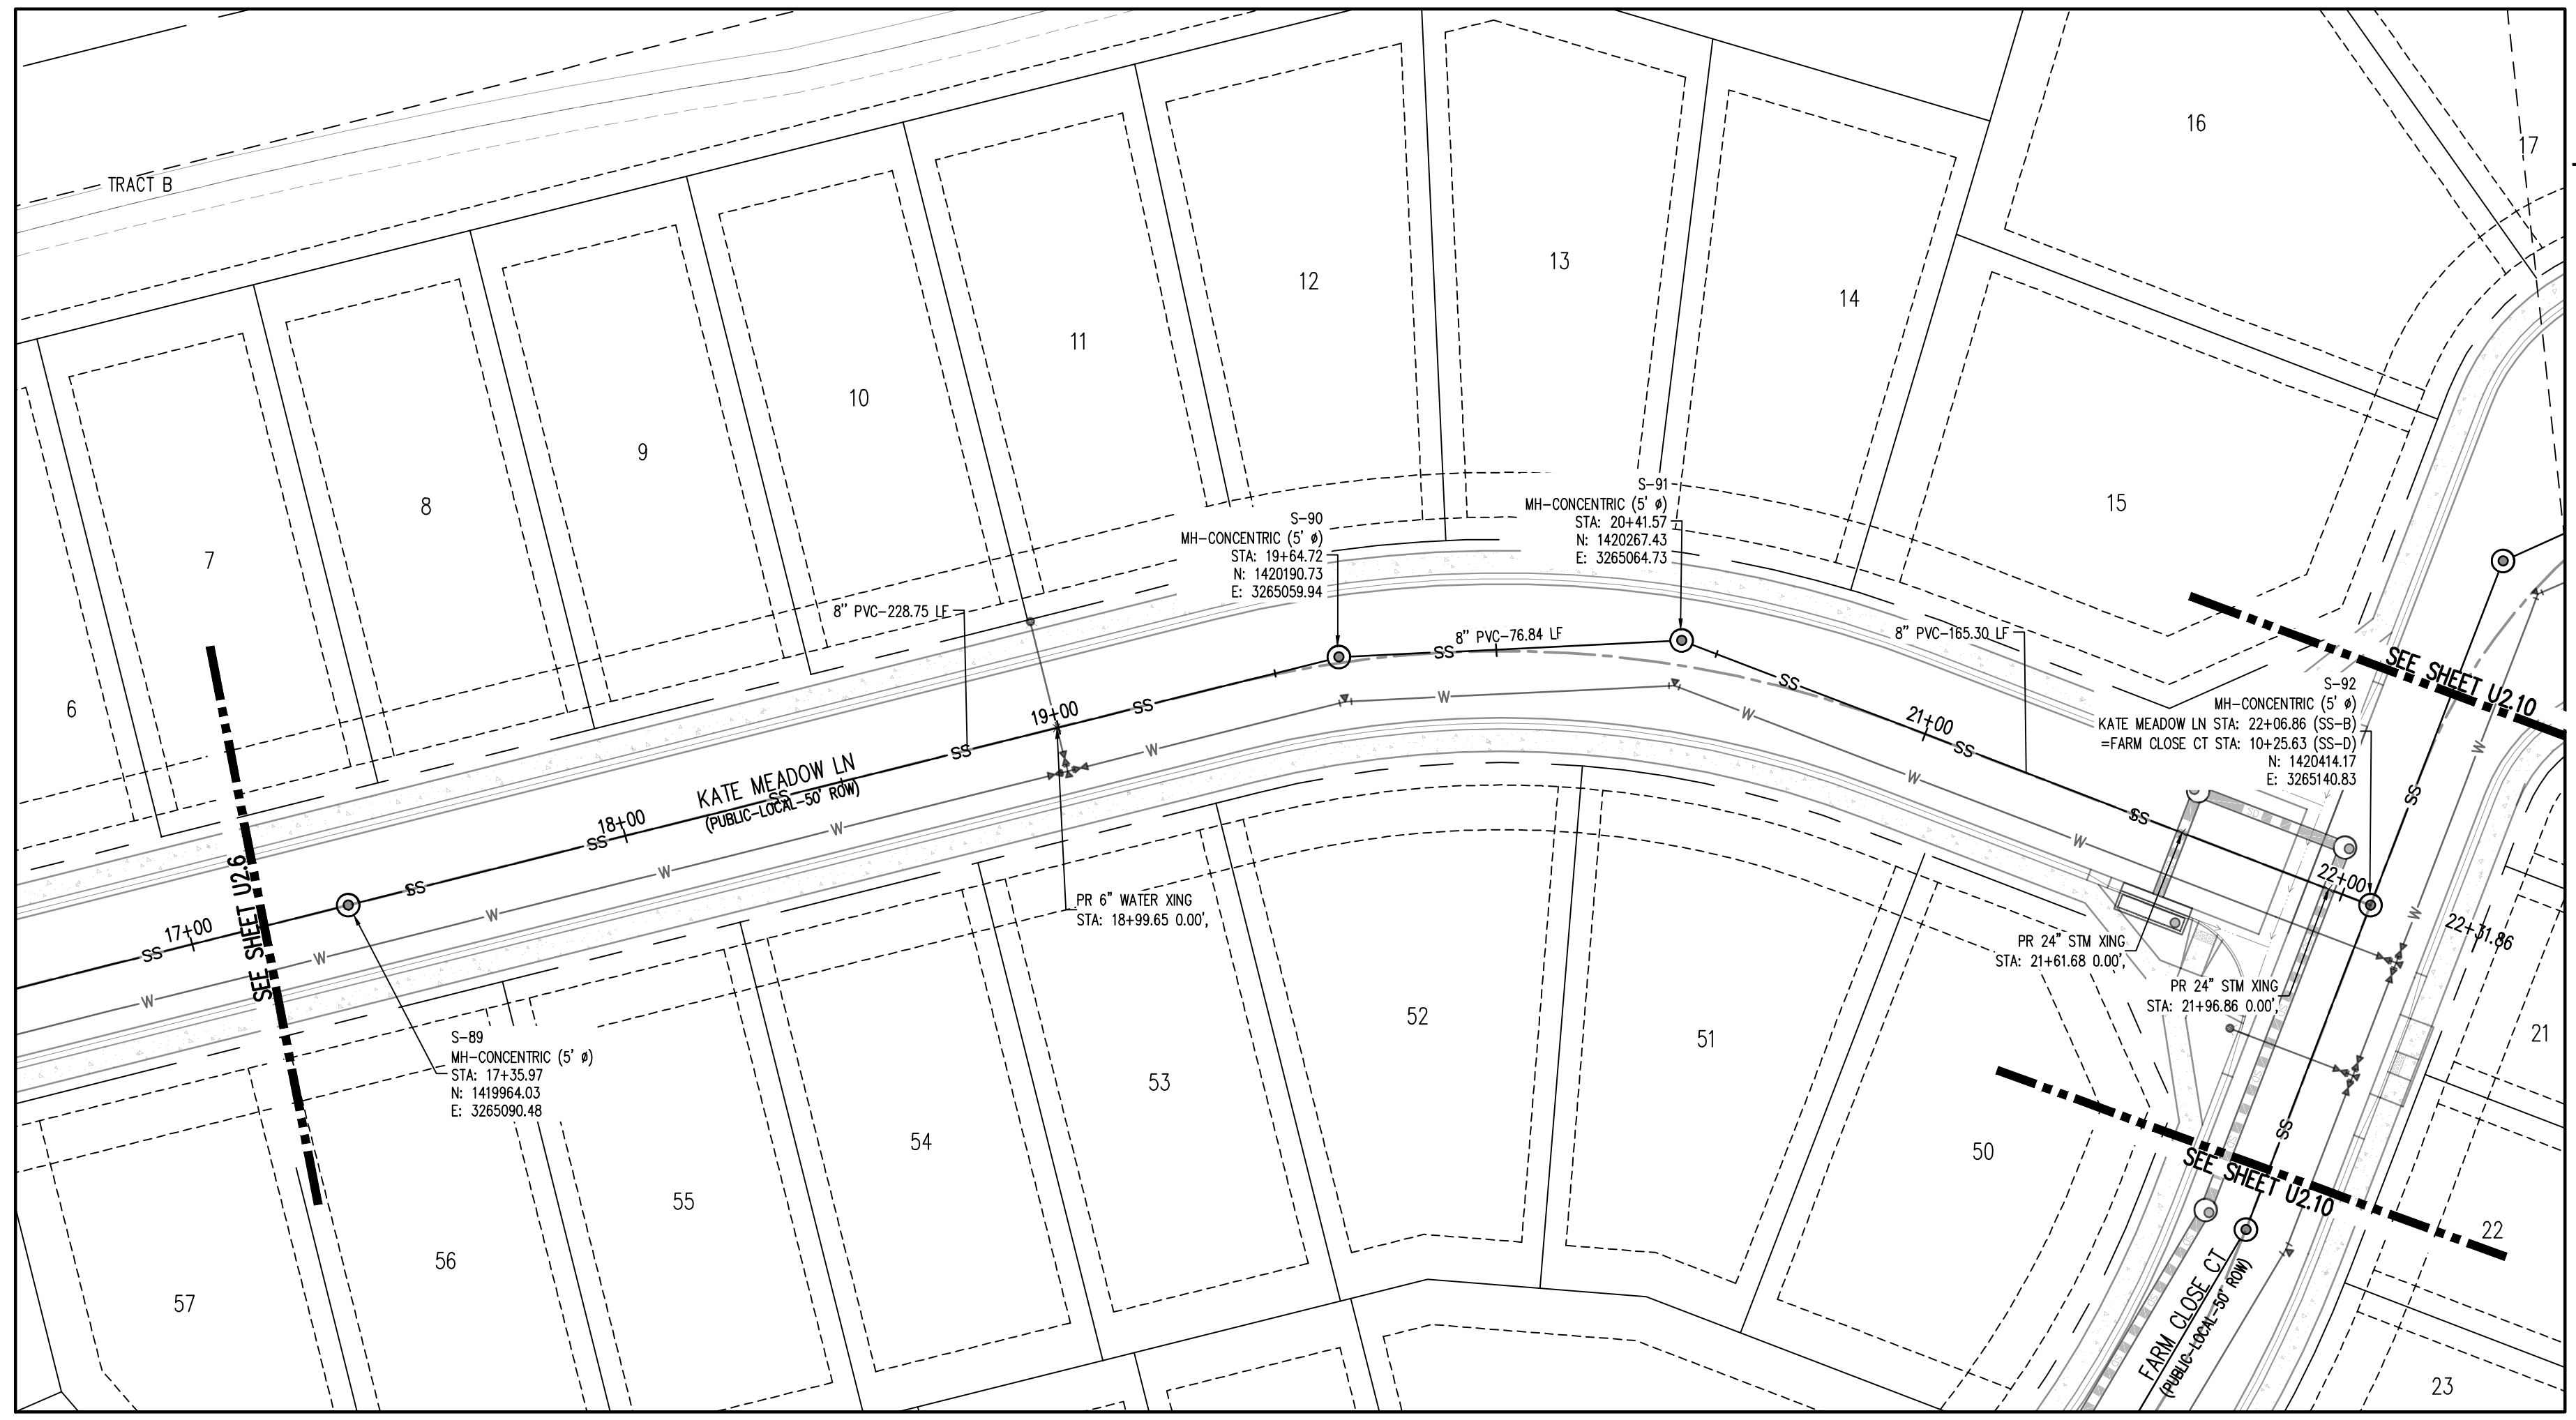 TRACT B
6
7
8
9
10
11
12
13
14
15
16
17
S-90
MH-CONCENTRIC (5' ø)
STA: 19+64.72
N: 1420190.73
E: 3265059.94
S-91
MH-CONCENTRIC (5' ø)
STA: 20+41.57
N: 1420267.43
E: 3265064.73
8" PVC-228.75 LF
8" PVC-76.84 LF
8" PVC-165.30 LF
SEE SHEET U2.10
S-92
MH-CONCENTRIC (5' ø)
KATE MEADOW LN STA: 22+06.86 (SS-B)
=FARM CLOSE CT STA: 10+25.63 (SS-D)
N: 1420414.17
E: 3265140.83
17+00
18+00
19+00
21+00
22+00
22+31.86
SS
SS
SS
SS
SS
SS
SS
SS
SS
SS
SS
SS
W
W
W
W
W
W
W
W
W
W
W
W
W
KATE MEADOW LN
(PUBLIC-LOCAL-50' ROW)
SEE SHEET U2.6
PR 6" WATER XING
STA: 18+99.65 0.00',
PR 24" STM XING
STA: 21+61.68 0.00',
PR 24" STM XING
STA: 21+96.86 0.00',
S-89
MH-CONCENTRIC (5' ø)
STA: 17+35.97
N: 1419964.03
E: 3265090.48
SEE SHEET U2.10
FARM CLOSE CT
(PUBLIC-LOCAL-50' ROW)
57
56
55
54
53
52
51
50
21
22
23